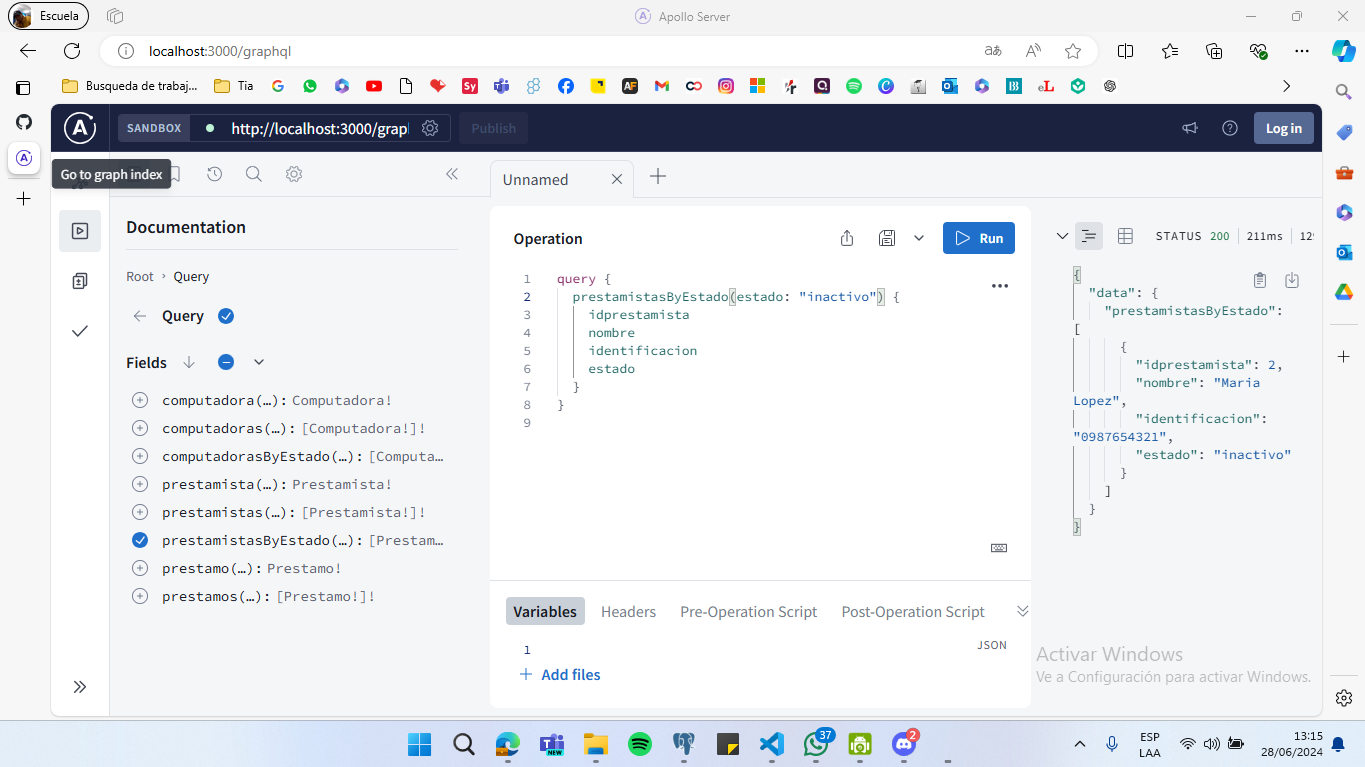 Escuela
Apollo Server
localhost:3000/graphql
Busqueda de trabaj...
Tia
SANDBOX
http://localhost:3000/grap
Publish
Log in
Go to graph index
Unnamed
Documentation
Root › Query
Query
Fields
computadora(…): Computadora!
computadoras(…): [Computadora!]!
computadorasByEstado(…): [Computa…
prestamista(…): Prestamista!
prestamistas(…): [Prestamista!]!
prestamistasByEstado(…): [Prestam…
prestamo(…): Prestamo!
prestamos(…): [Prestamo!]!
Operation
Run
1 query {
2 prestamistasByEstado(estado: "inactivo") {
3 idprestamista
4 nombre
5 identificacion
6 estado
7 }
8 }
9
Variables
Headers
Pre-Operation Script
Post-Operation Script
JSON
1
Add files
STATUS 200
211ms
129
{
"data": {
"prestamistasByEstado":
[
{
"idprestamista": 2,
"nombre": "Maria
Lopez",
"identificacion":
"0987654321",
"estado": "inactivo"
}
]
}
}
Activar Windows
Ve a Configuración para activar Windows.
NEW
37
2
ESP
LAA
13:15
28/06/2024